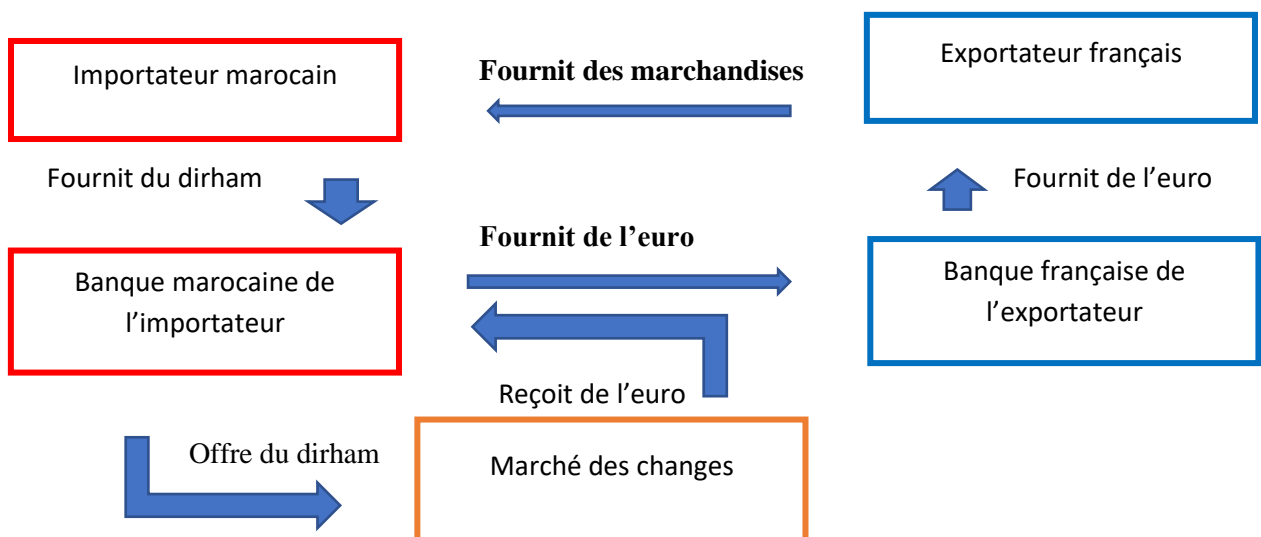 Importateur marocain
Fournit des marchandises
Exportateur français
Fournit du dirham
Fournit de l’euro
Fournit de l’euro
Banque marocaine de
l’importateur
Banque française de
l’exportateur
Reçoit de l’euro
Offre du dirham
Marché des changes